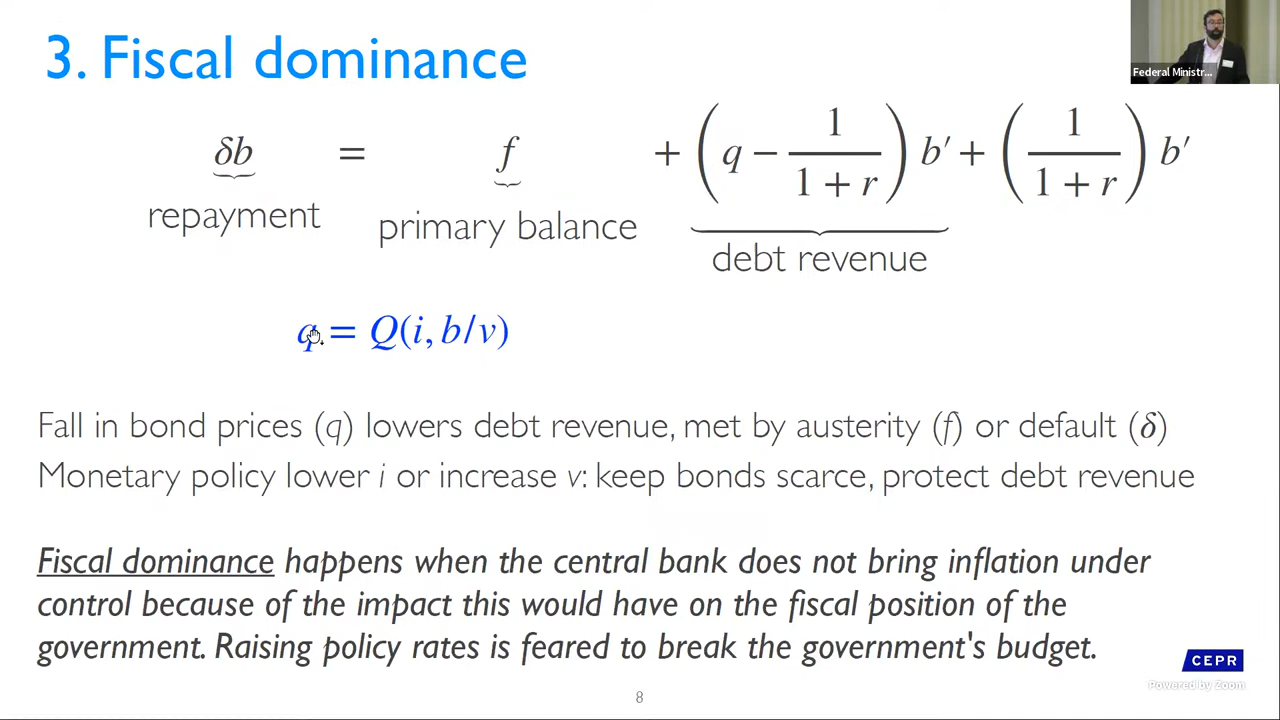 3. Fiscal dominance
Federal Ministr...
δb = f + (q − 1/(1 + r)) b′ + (1/(1 + r)) b′
repayment
primary balance
debt revenue
q = Q(i, b/v)
Fall in bond prices (q) lowers debt revenue, met by austerity (f) or default (δ)
Monetary policy lower i or increase v: keep bonds scarce, protect debt revenue
Fiscal dominance happens when the central bank does not bring inflation under
control because of the impact this would have on the fiscal position of the
government. Raising policy rates is feared to break the government's budget.
CEPR
Powered by Zoom
8